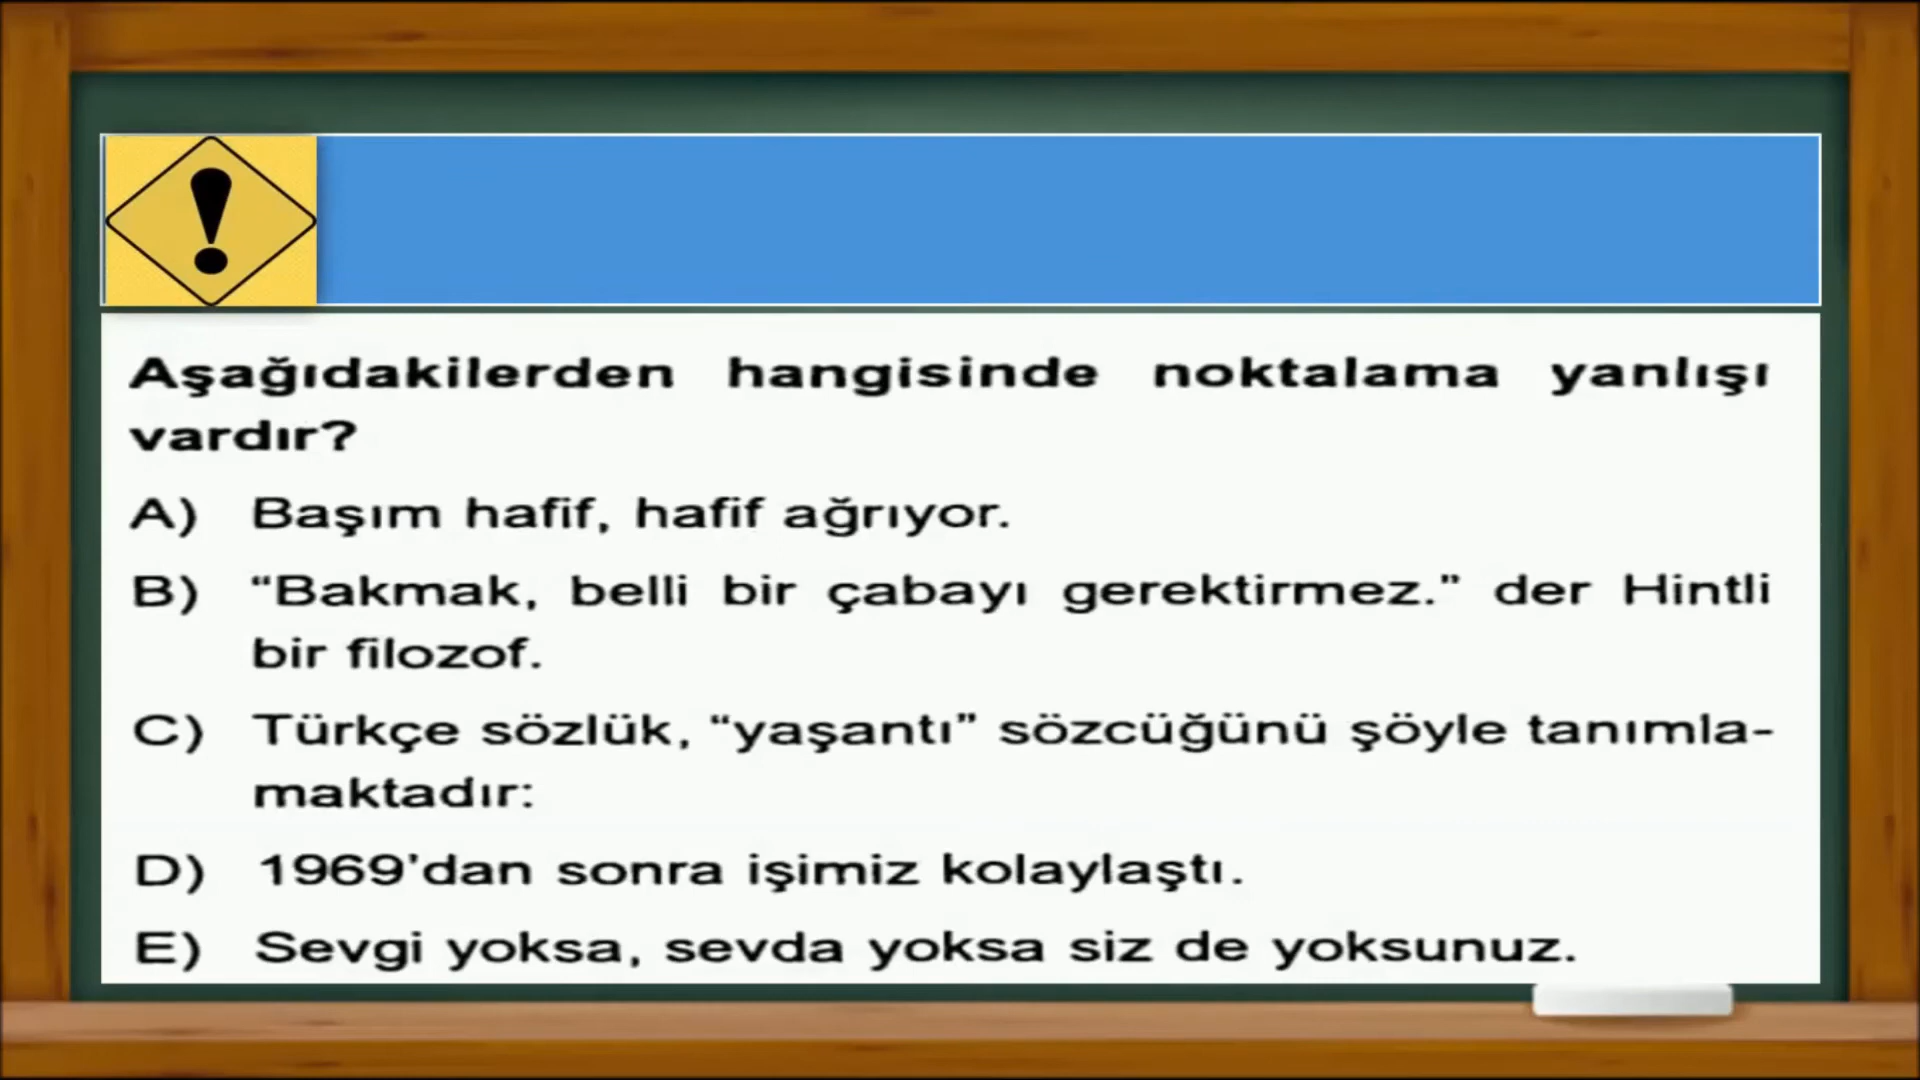 Aşağıdakilerden hangisinde noktalama yanlışı
vardır?
A) Başım hafif, hafif ağrıyor.
B) “Bakmak, belli bir çabayı gerektirmez.” der Hintli
bir filozof.
C) Türkçe sözlük, “yaşantı” sözcüğünü şöyle tanımla-
maktadır:
D) 1969'dan sonra işimiz kolaylaştı.
E) Sevgi yoksa, sevda yoksa siz de yoksunuz.